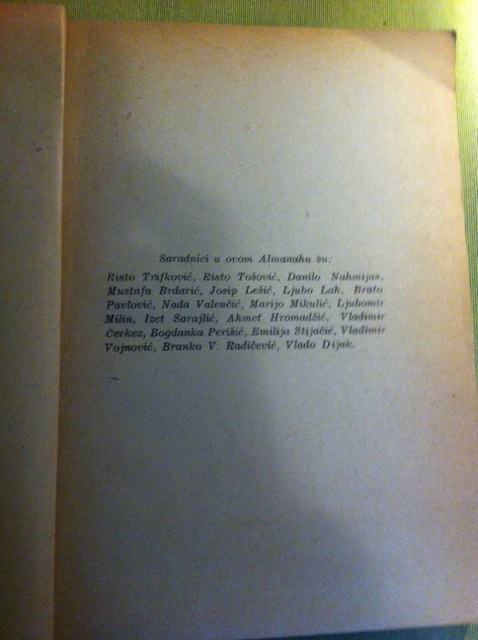 Saradnici u ovom Almanahu su:
Risto Trifković, Risto Tošović, Danilo Nahmijas,
Mustafa Brdarić, Josip Lešić, Ljubo Lah, Brato
Pavlović, Nada Valenčić, Marijo Mikulić, Ljubomir
Milin, Izet Sarajlić, Ahmet Hromadžić, Vladimir
Čerkez, Bogdanka Perišić, Emilija Stijačić, Vladimir
Vojnović, Branko V. Radičević, Vlado Dijak.